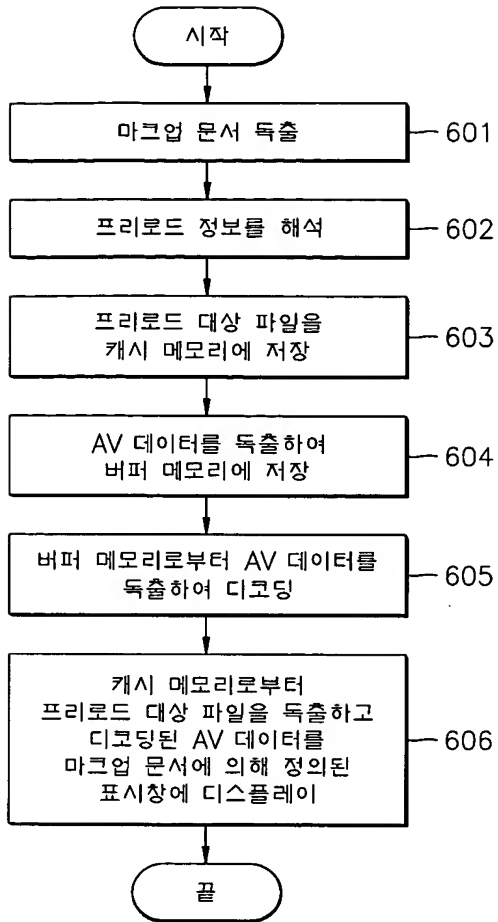 시작
마크업 문서 독출
601
프리로드 정보를 해석
602
프리로드 대상 파일을
캐시 메모리에 저장
603
AV 데이터를 독출하여
버퍼 메모리에 저장
604
버퍼 메모리로부터 AV 데이터를
독출하여 디코딩
605
캐시 메모리로부터
프리로드 대상 파일을 독출하고
디코딩된 AV 데이터를
마크업 문서에 의해 정의된
표시창에 디스플레이
606
끝